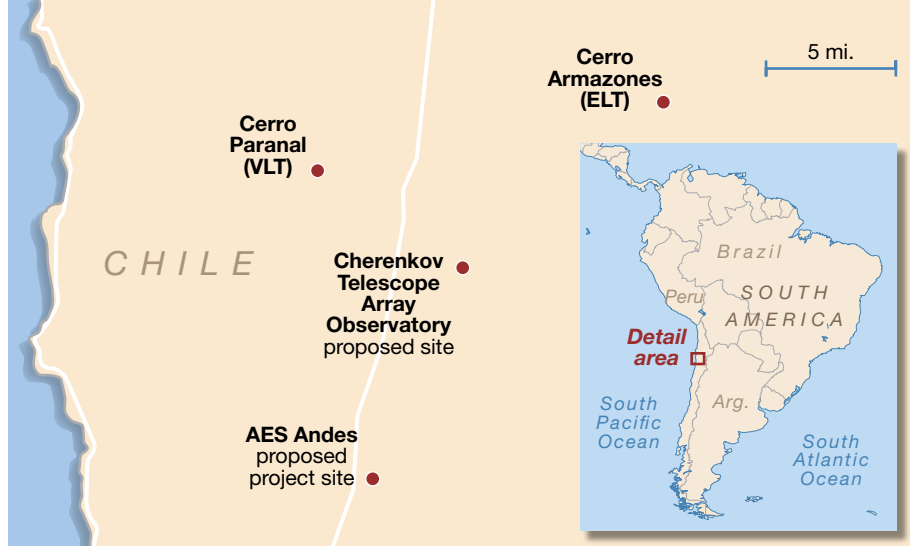 Cerro
Armazones
(ELT)
5 mi.
Cerro
Paranal
(VLT)
CHILE
Cherenkov
Telescope
Array
Observatory
proposed site
AES Andes
proposed
project site
Brazil
Peru
SOUTH
AMERICA
Detail
area
Arg.
South
Pacific
Ocean
South
Atlantic
Ocean